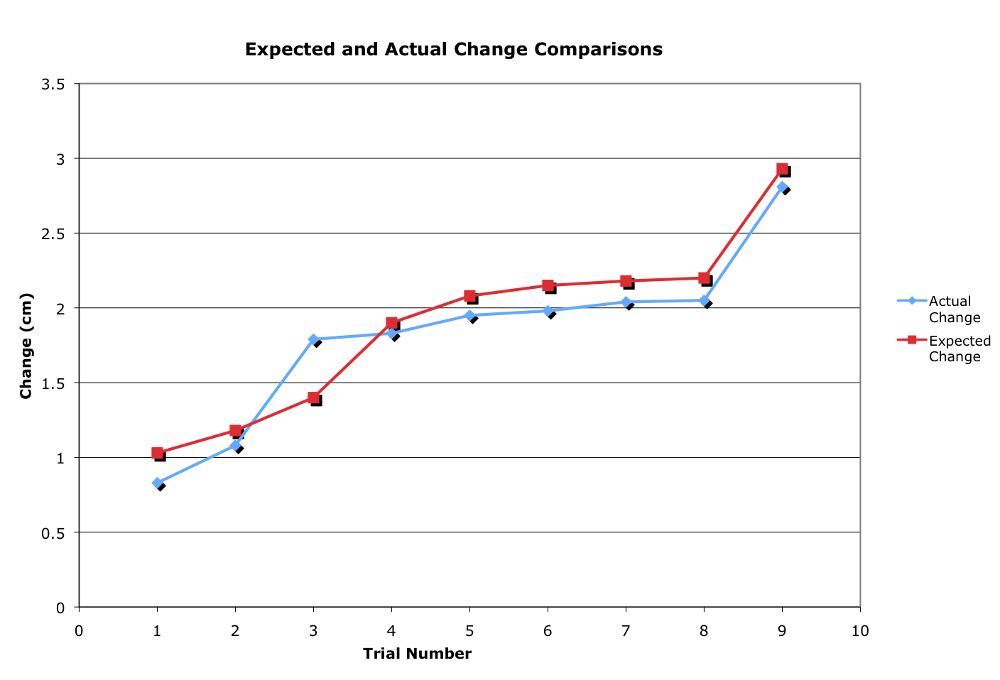 Expected and Actual Change Comparisons
3.5
3
2.5
2
1.5
1
0.5
0
Change (cm)
0 1 2 3 4 5 6 7 8 9 10
Trial Number
Actual
Change
Expected
Change